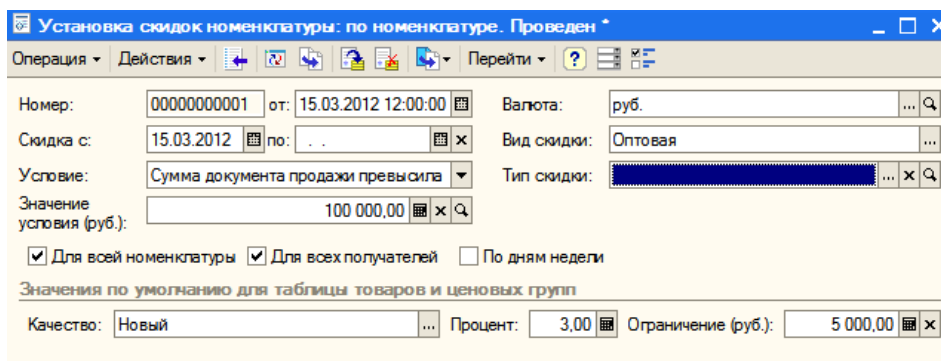 Установка скидок номенклатуры: по номенклатуре. Проведен *
Операция Действия Перейти ?
Номер: 00000000001 от: 15.03.2012 12:00:00 Валюта: руб. ...
Скидка с: 15.03.2012 по: . . Вид скидки: Оптовая ...
Условие: Сумма документа продажи превысила Тип скидки: ...
Значение
условия (руб.): 100 000,00
Для всей номенклатуры Для всех получателей По дням недели
Значения по умолчанию для таблицы товаров и ценовых групп
Качество: Новый ... Процент: 3,00 Ограничение (руб.): 5 000,00